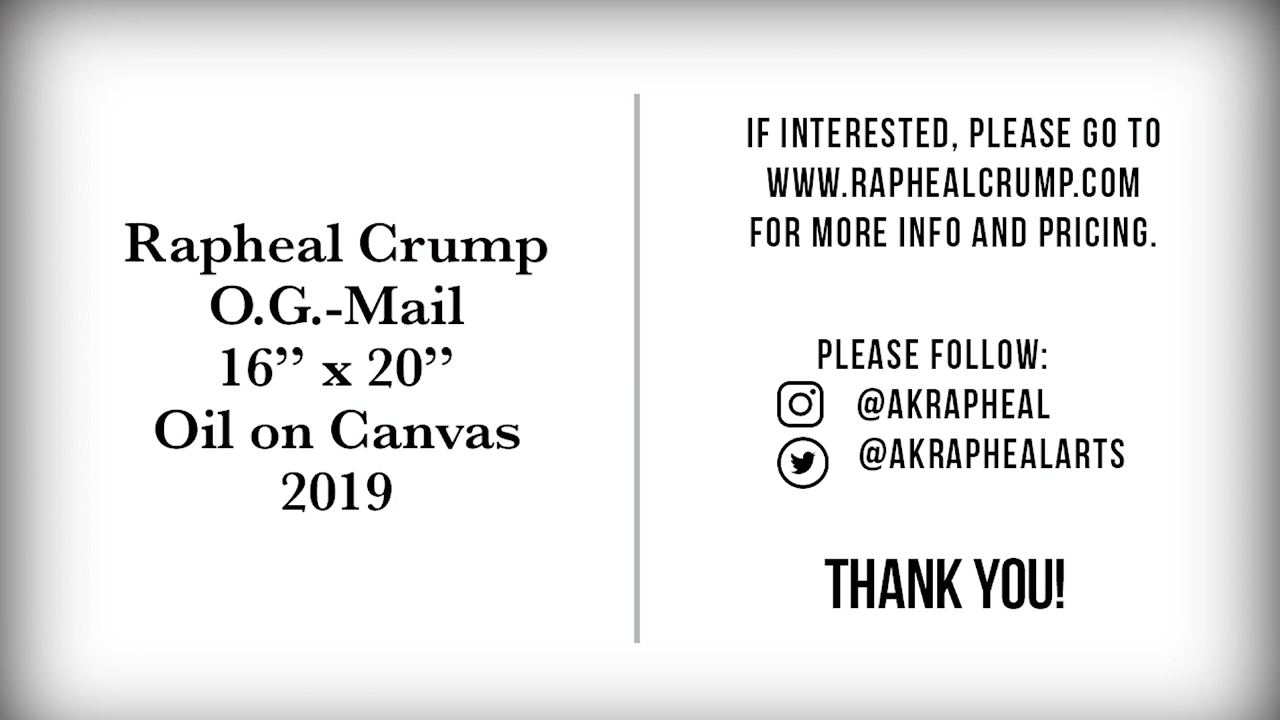 Rapheal Crump
O.G.-Mail
16’’ x 20’’
Oil on Canvas
2019
IF INTERESTED, PLEASE GO TO
WWW.RAPHEALCRUMP.COM
FOR MORE INFO AND PRICING.
PLEASE FOLLOW:
@AKRAPHEAL
@AKRAPHEALARTS
THANK YOU!